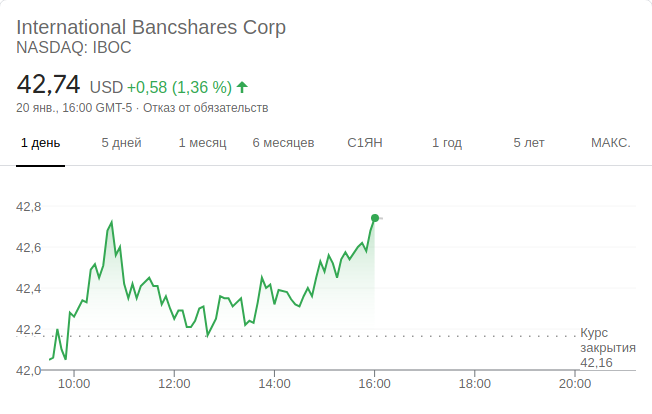 International Bancshares Corp
NASDAQ: IBOC
42,74 USD +0,58 (1,36 %)
20 янв., 16:00 GMT-5 · Отказ от обязательств
1 день 5 дней 1 месяц 6 месяцев С1ЯН 1 год 5 лет МАКС.
42,8
42,6
42,4
42,2
42,0
Курс
закрытия
42,16
10:00 12:00 14:00 16:00 18:00 20:00